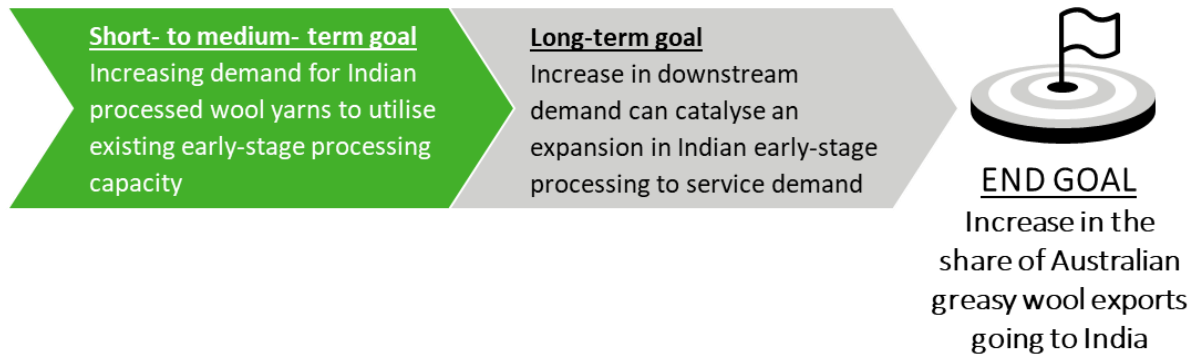 Short- to medium- term goal
Increasing demand for Indian
processed wool yarns to utilise
existing early-stage processing
capacity
Long-term goal
Increase in downstream
demand can catalyse an
expansion in Indian early-stage
processing to service demand
END GOAL
Increase in the
share of Australian
greasy wool exports
going to India